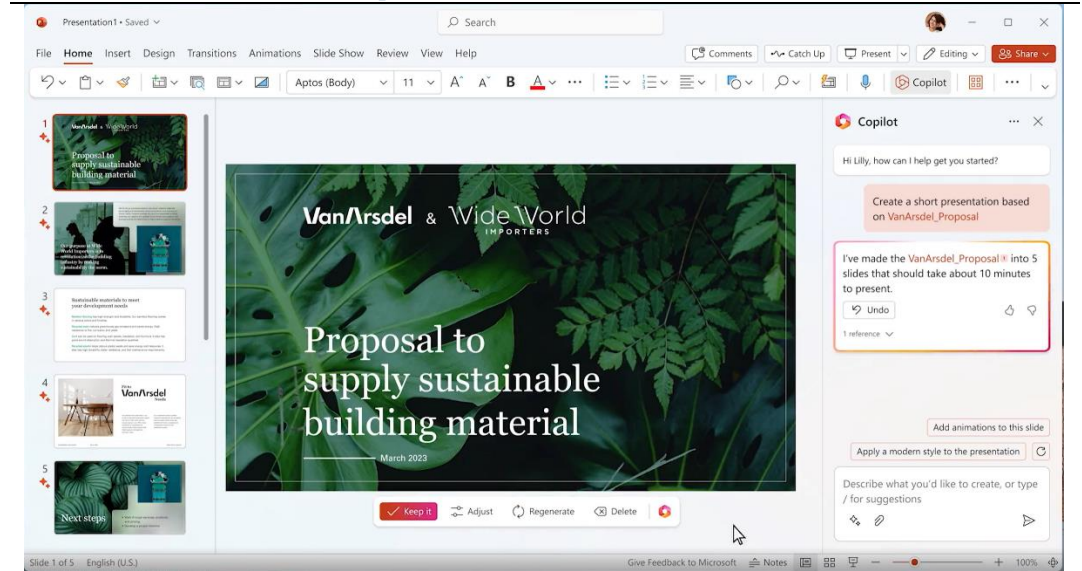 Presentation1 • Saved
Search
File Home Insert Design Transitions Animations Slide Show Review View Help
Comments Catch Up Present Editing Share
Aptos (Body) 11 A A B A Copilot
1
VanArsdel & Wide World
Proposal to
supply sustainable
building material
2
3
Sustainable materials to meet
your development needs
4
VanArsdel
5
Next steps
VanArsdel & Wide World
IMPORTERS
Proposal to
supply sustainable
building material
March 2023
Keep it Adjust Regenerate Delete
Copilot
Hi Lilly, how can I help get you started?
Create a short presentation based
on VanArsdel_Proposal
I've made the VanArsdel_Proposal into 5
slides that should take about 10 minutes
to present.
Undo
1 reference
Add animations to this slide
Apply a modern style to the presentation
Describe what you'd like to create, or type
/ for suggestions
Slide 1 of 5 English (U.S.) Give Feedback to Microsoft Notes 100%